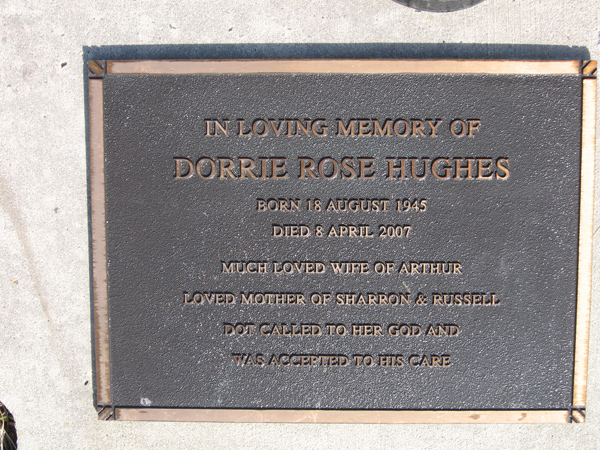 IN LOVING MEMORY OF
DORRIE ROSE HUGHES
BORN 18 AUGUST 1945
DIED 8 APRIL 2007
MUCH LOVED WIFE OF ARTHUR
LOVED MOTHER OF SHARRON & RUSSELL
DOT CALLED TO HER GOD AND
WAS ACCEPTED TO HIS CARE